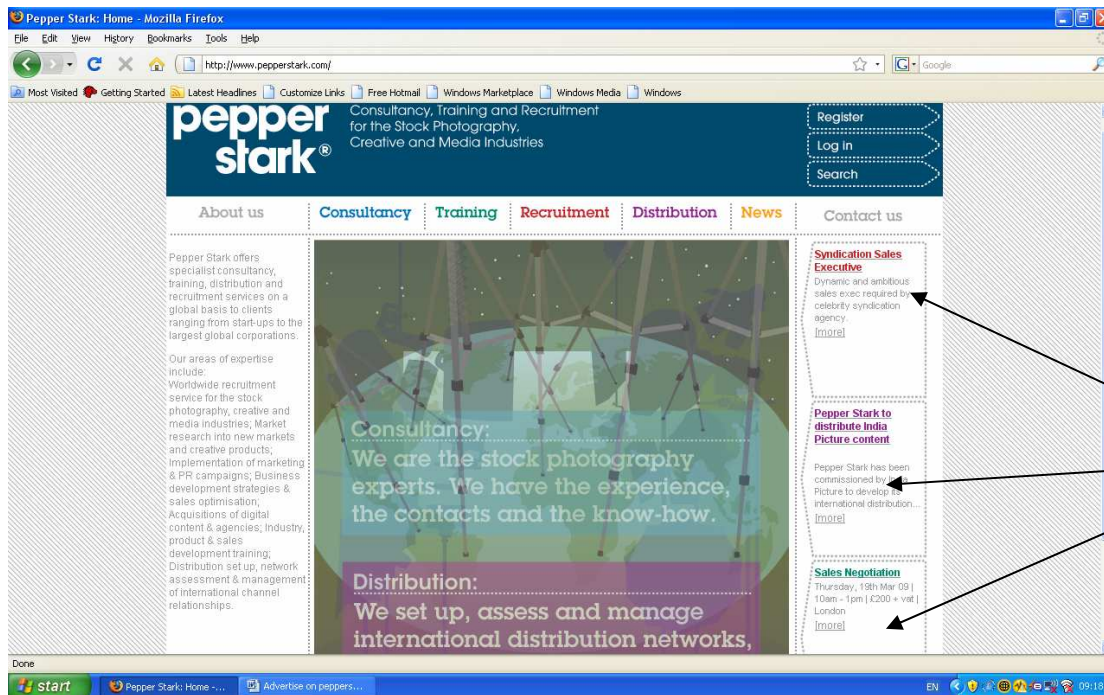 Pepper Stark: Home - Mozilla Firefox
File Edit View History Bookmarks Tools Help
http://www.pepperstark.com/
G Google
Most Visited Getting Started Latest Headlines Customize Links Free Hotmail Windows Marketplace Windows Media Windows
pepper
stark®
Consultancy, Training and Recruitment
for the Stock Photography,
Creative and Media Industries
Register
Log in
Search
About us
Consultancy
Training
Recruitment
Distribution
News
Contact us
Pepper Stark offers
specialist consultancy,
training, distribution and
recruitment services on a
global basis to clients
ranging from start-ups to the
largest global corporations.
Our areas of expertise
include:
Worldwide recruitment
service for the stock
photography, creative and
media industries; Market
research into new markets
and creative products;
Implementation of marketing
& PR campaigns; Business
development strategies &
sales optimisation;
Acquisitions of digital
content & agencies; Industry,
product & sales
development training;
Distribution set up, network
assessment & management
of international channel
relationships.
Consultancy:
We are the stock photography
experts. We have the experience,
the contacts and the know-how.
Distribution:
We set up, assess and manage
international distribution networks,
Syndication Sales
Executive
Dynamic and ambitious
sales exec required by
celebrity syndication
agency.
[more]
Pepper Stark to
distribute India
Picture content
Pepper Stark has been
commissioned by India
Picture to develop its
international distribution...
[more]
Sales Negotiation
Thursday, 19th Mar 09 |
10am - 1pm | £200 + vat |
London
[more]
Done
start
Pepper Stark: Home -...
Advertise on peppers...
EN
09:18